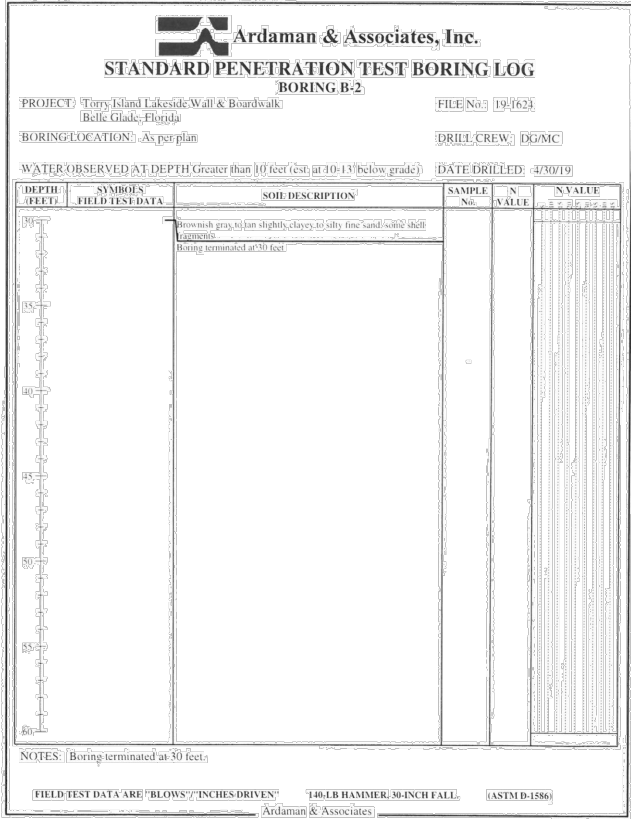 Ardaman & Associates, Inc.
STANDARD PENETRATION TEST BORING LOG
BORING B-2
PROJECT: Torry Island Lakeside Wall & Boardwalk FILE No.: 19-1624
Belle Glade, Florida
BORING LOCATION: As per plan DRILL CREW: DG/MC
WATER OBSERVED AT DEPTH Greater than 10 feet (est. at 10-13' below grade) DATE DRILLED: 4/30/19
DEPTH (FEET) SYMBOLS FIELD TEST DATA SOIL DESCRIPTION SAMPLE No. N VALUE N VALUE
30
Brownish gray to tan slightly clayey to silty fine sand/some shell
fragments
Boring terminated at 30 feet
35
40
45
50
55
60
NOTES: Boring terminated at 30 feet.
FIELD TEST DATA ARE "BLOWS"/"INCHES DRIVEN" 140-LB HAMMER, 30-INCH FALL. (ASTM D-1586)
Ardaman & Associates